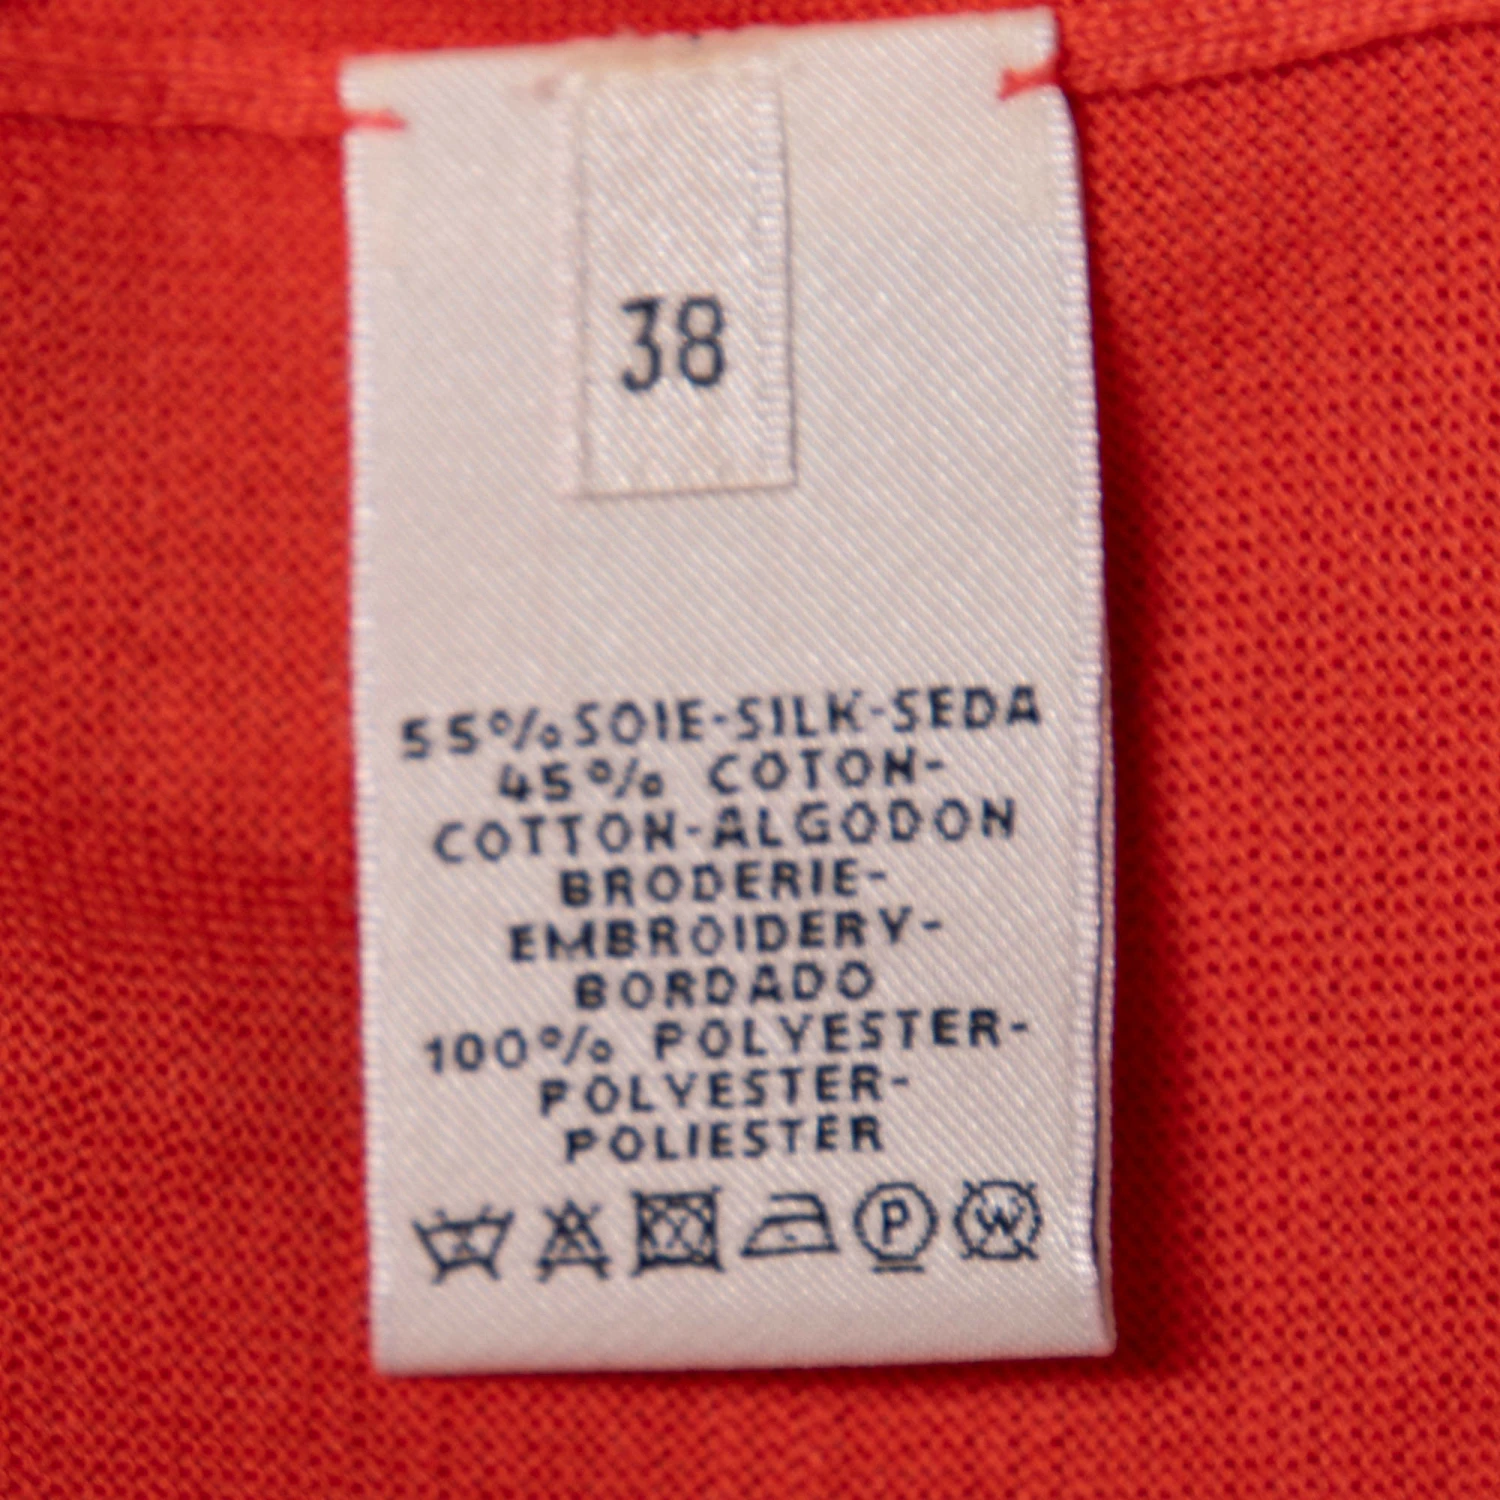 38
55% SOIE-SILK-SEDA
45% COTON-
COTTON-ALGODON
BRODERIE-
EMBROIDERY-
BORDADO
100% POLYESTER-
POLYESTER-
POLIESTER
P W